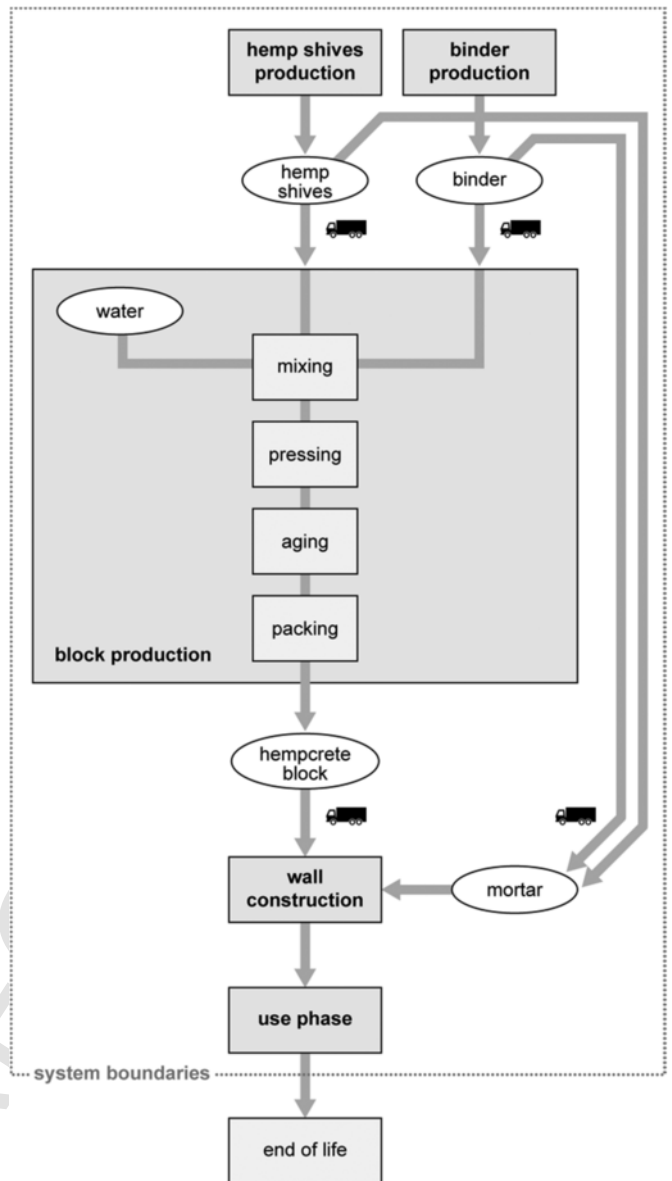 hemp shives
production
binder
production
hemp
shives
binder
water
mixing
pressing
aging
packing
block production
hempcrete
block
wall
construction
mortar
use phase
system boundaries
end of life